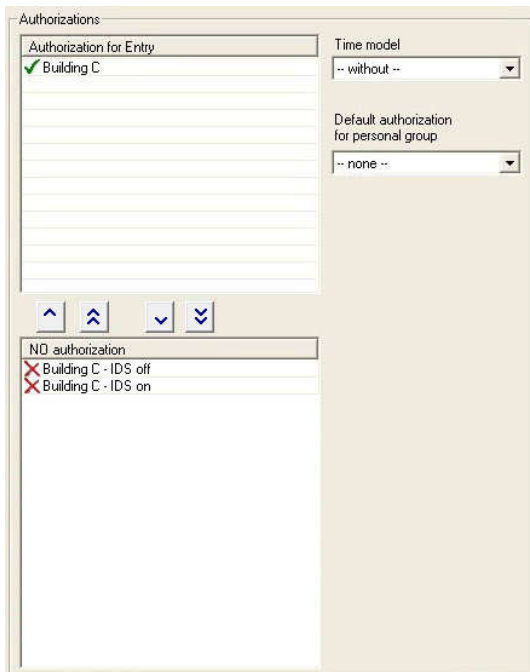 Authorizations
Authorization for Entry
Building C
Time model
-- without --
Default authorization
for personal group
-- none --
NO authorization
Building C - IDS off
Building C - IDS on